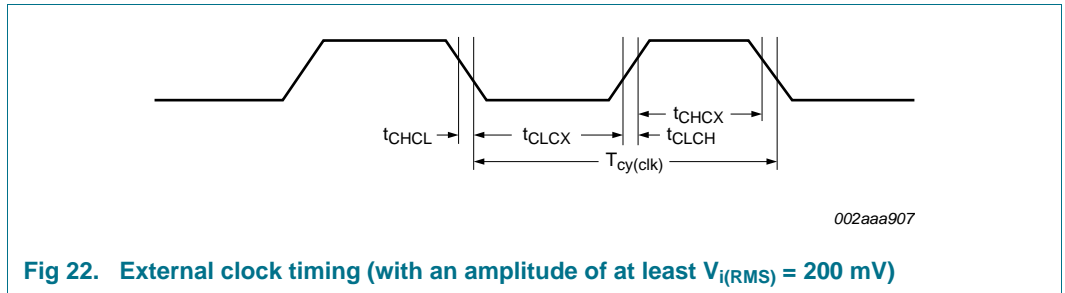 tCHCX
tCHCL
tCLCX
tCLCH
Tcy(clk)
002aaa907
Fig 22. External clock timing (with an amplitude of at least Vi(RMS) = 200 mV)